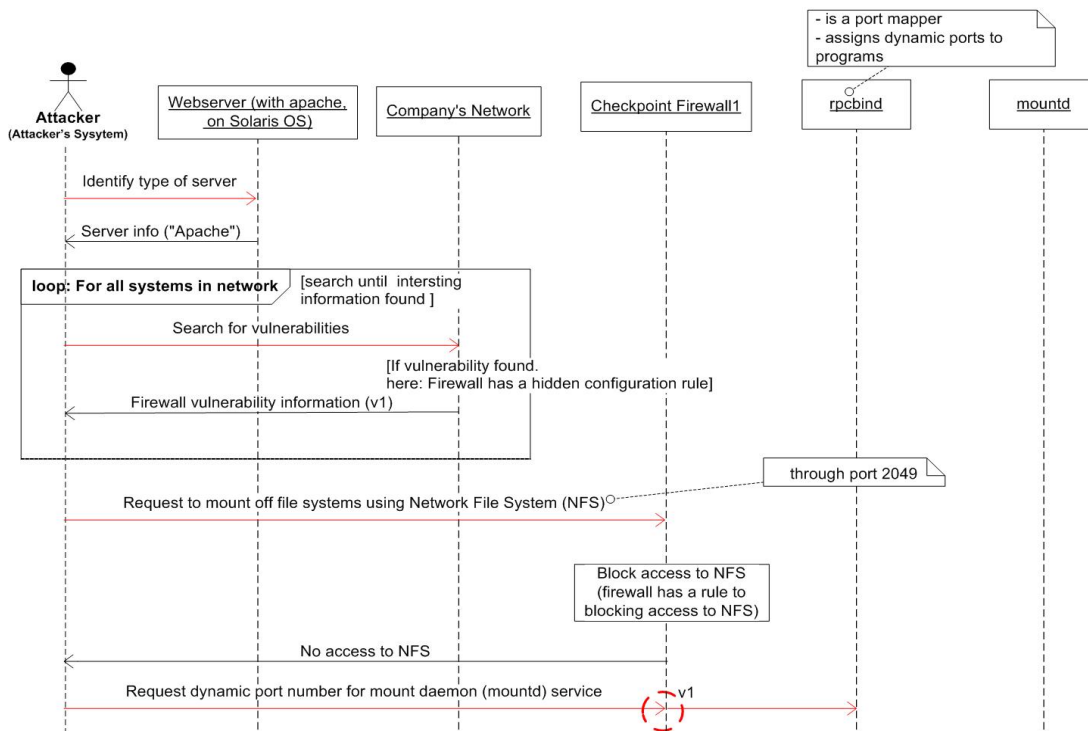 - is a port mapper
- assigns dynamic ports to
programs
Attacker
(Attacker's Sysytem)
Webserver (with apache,
on Solaris OS)
Company's Network
Checkpoint Firewall1
rpcbind
mountd
Identify type of server
Server info ("Apache")
loop: For all systems in network
[search until intersting
information found ]
Search for vulnerabilities
[If vulnerability found.
here: Firewall has a hidden configuration rule]
Firewall vulnerability information (v1)
through port 2049
Request to mount off file systems using Network File System (NFS)
Block access to NFS
(firewall has a rule to
blocking access to NFS)
No access to NFS
Request dynamic port number for mount daemon (mountd) service
v1